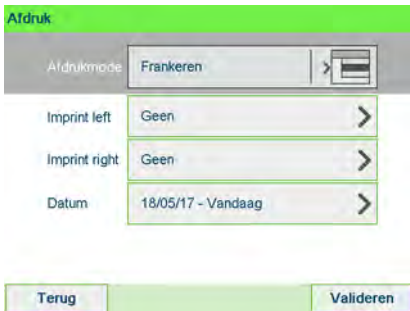 Afdruk
Afdrukmode Frankeren
Imprint left Geen
Imprint right Geen
Datum 18/05/17 - Vandaag
Terug Valideren